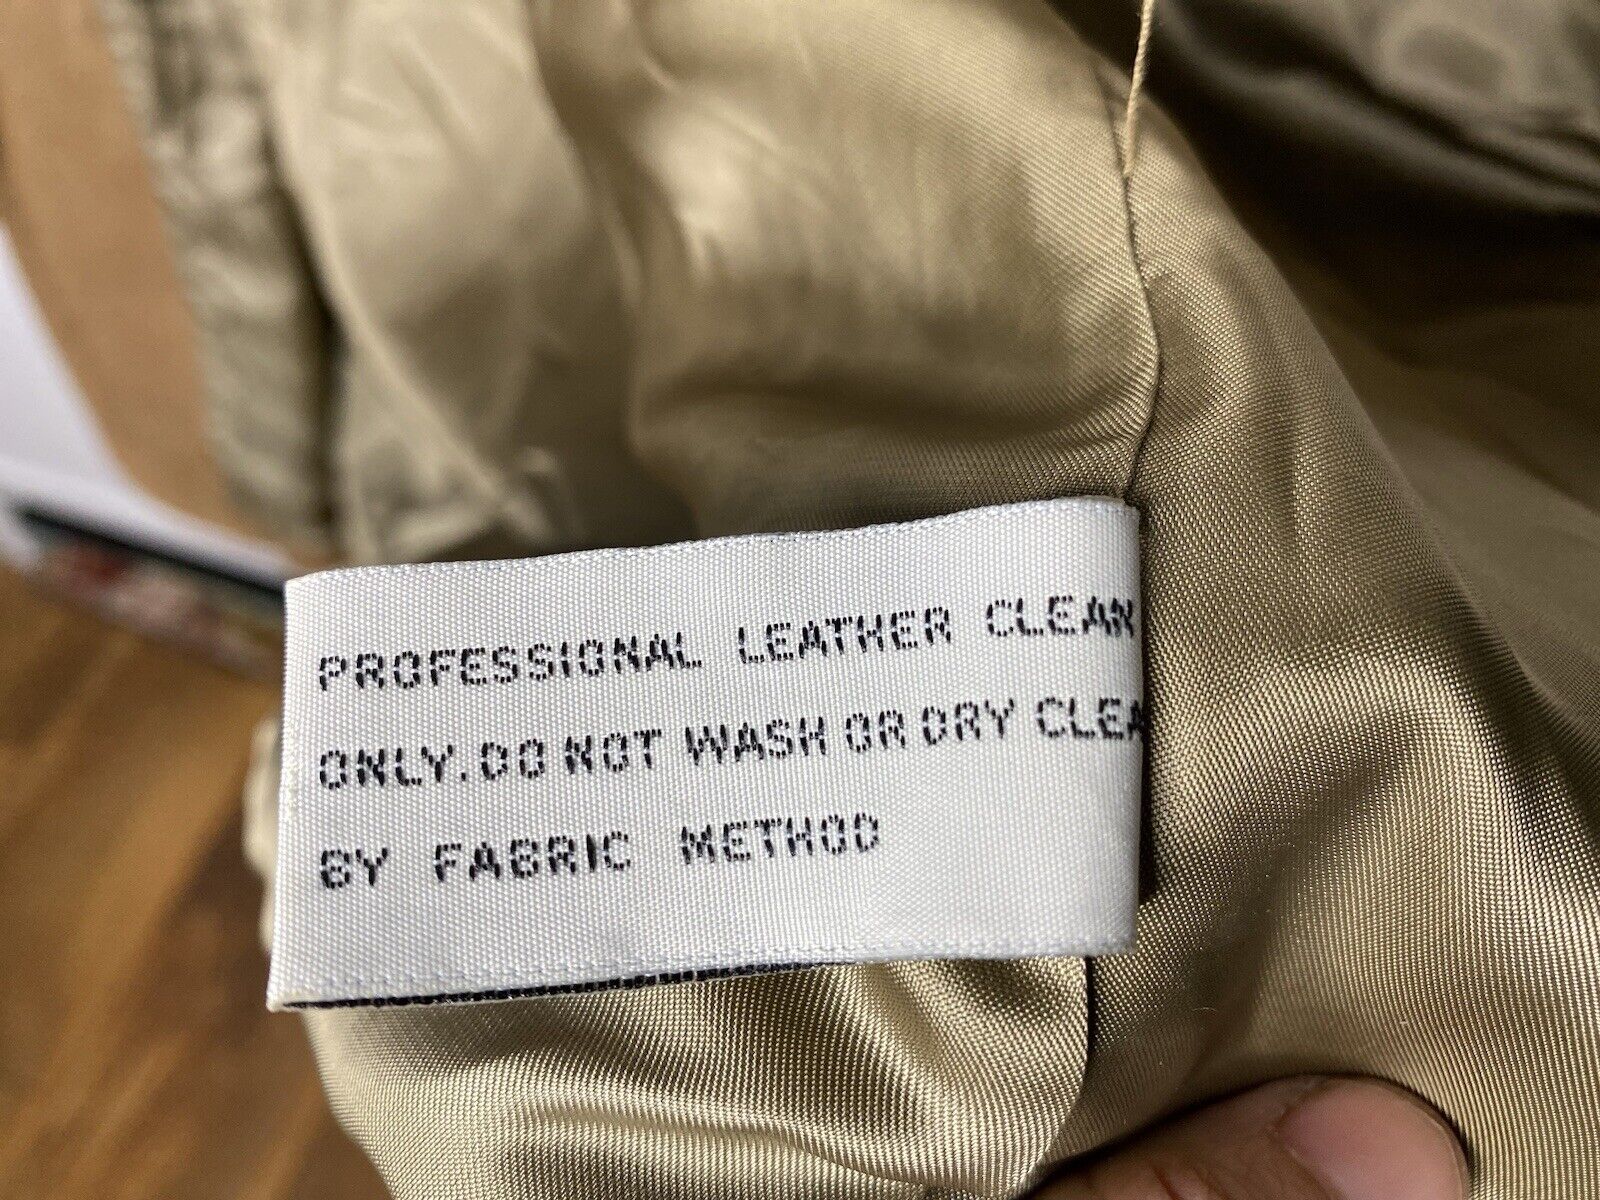 PROFESSIONAL LEATHER CLEAN
ONLY. DO NOT WASH OR DRY CLEA
BY FABRIC METHOD